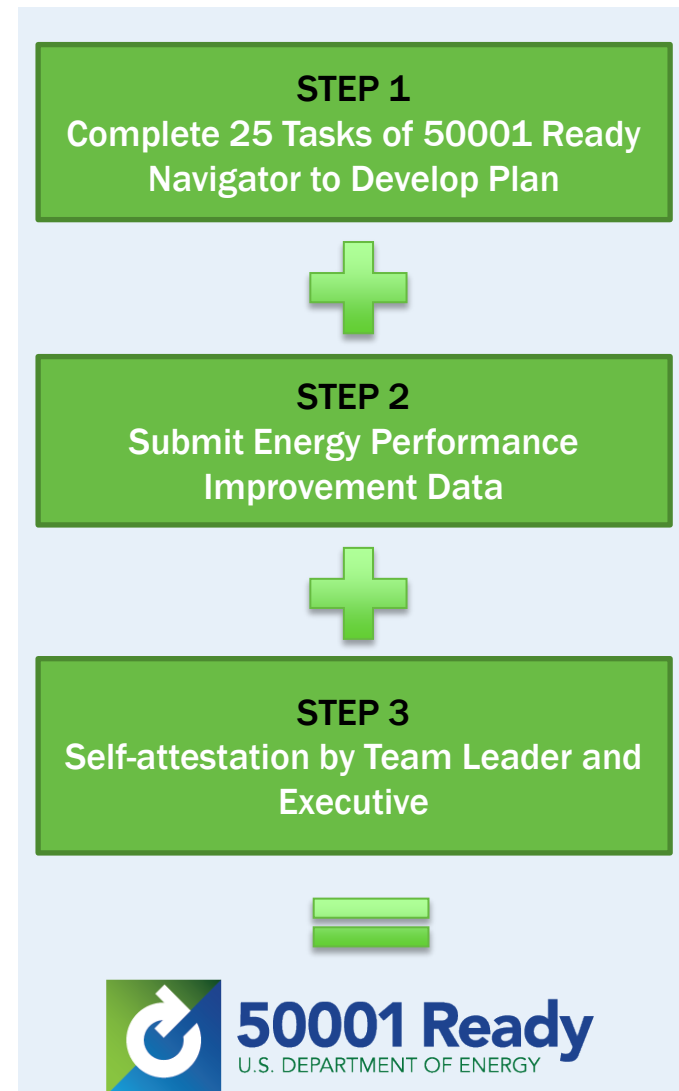 STEP 1
Complete 25 Tasks of 50001 Ready
Navigator to Develop Plan
STEP 2
Submit Energy Performance
Improvement Data
STEP 3
Self-attestation by Team Leader and
Executive
50001 Ready
U.S. DEPARTMENT OF ENERGY